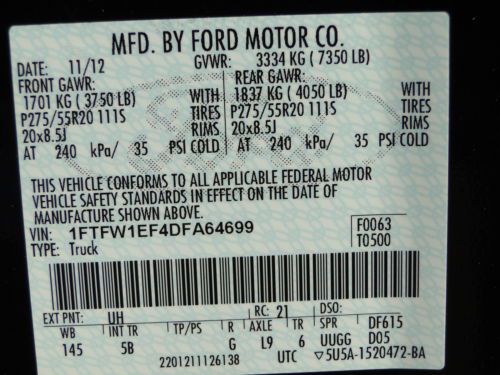 MFD. BY FORD MOTOR CO.
DATE: 11/12 GVWR: 3334 KG (7350 LB)
FRONT GAWR: REAR GAWR:
1701 KG (3750 LB) WITH 1837 KG (4050 LB) WITH
P275/55R20 111S TIRES P275/55R20 111S TIRES
20x8.5J RIMS 20x8.5J RIMS
AT 240 kPa/ 35 PSI COLD AT 240 kPa/ 35 PSI COLD
THIS VEHICLE CONFORMS TO ALL APPLICABLE FEDERAL MOTOR
VEHICLE SAFETY STANDARDS IN EFFECT ON THE DATE OF
MANUFACTURE SHOWN ABOVE.
VIN: 1FTFW1EF4DFA64699 F0063
TYPE: Truck T0500
EXT PNT: UH RC: 21 DSO:
WB INT TR TP/PS R AXLE TR SPR DF615
145 5B G L9 6 UUGG D05
2201211126138 UTC ▽5U5A-1520472-BA